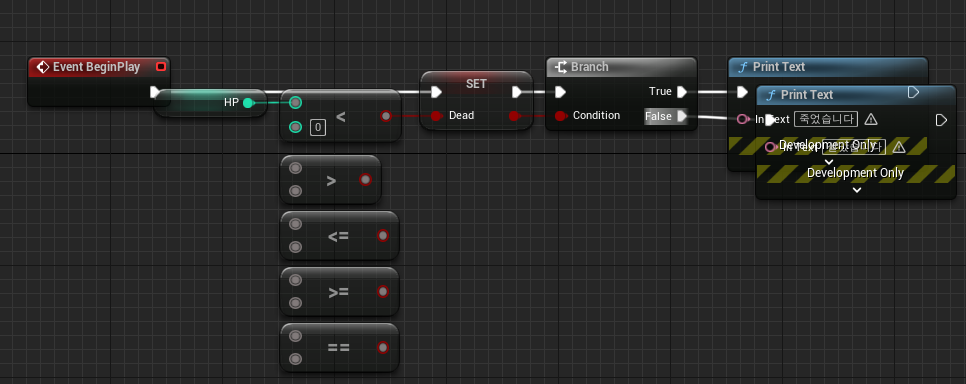 Event BeginPlay
HP
0
<
>
<=
>=
==
SET
Dead
Branch
True
Condition
False
Print Text
Print Text
In Text 죽었습니다
In Text
Development Only
Development Only